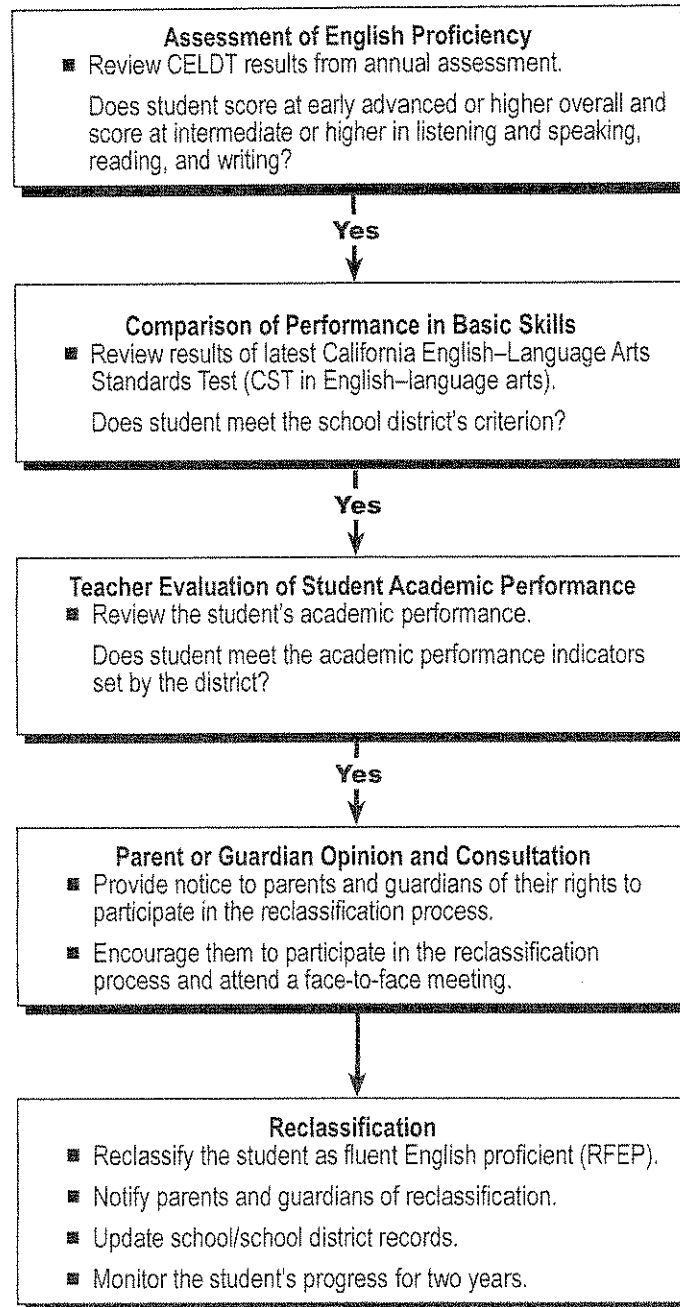 Assessment of English Proficiency
■ Review CELDT results from annual assessment.
Does student score at early advanced or higher overall and
score at intermediate or higher in listening and speaking,
reading, and writing?
Yes
Comparison of Performance in Basic Skills
■ Review results of latest California English–Language Arts
Standards Test (CST in English–language arts).
Does student meet the school district's criterion?
Yes
Teacher Evaluation of Student Academic Performance
■ Review the student's academic performance.
Does student meet the academic performance indicators
set by the district?
Yes
Parent or Guardian Opinion and Consultation
■ Provide notice to parents and guardians of their rights to
participate in the reclassification process.
■ Encourage them to participate in the reclassification
process and attend a face-to-face meeting.
Reclassification
■ Reclassify the student as fluent English proficient (RFEP).
■ Notify parents and guardians of reclassification.
■ Update school/school district records.
■ Monitor the student's progress for two years.